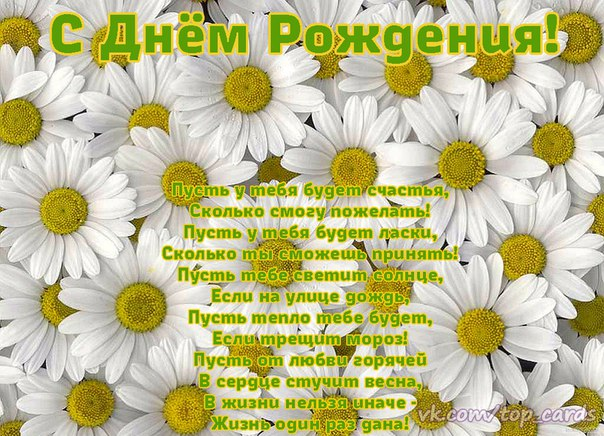 С Днём Рождения!
Пусть у тебя будет счастья,
Сколько смогу пожелать!
Пусть у тебя будет ласки,
Сколько ты сможешь принять!
Пусть тебе светит солнце,
Если на улице дождь,
Пусть тепло тебе будет,
Если трещит мороз!
Пусть от любви горячей
В сердце стучит весна,
В жизни нельзя иначе -
Жизнь один раз дана!
vk.com/top.cards